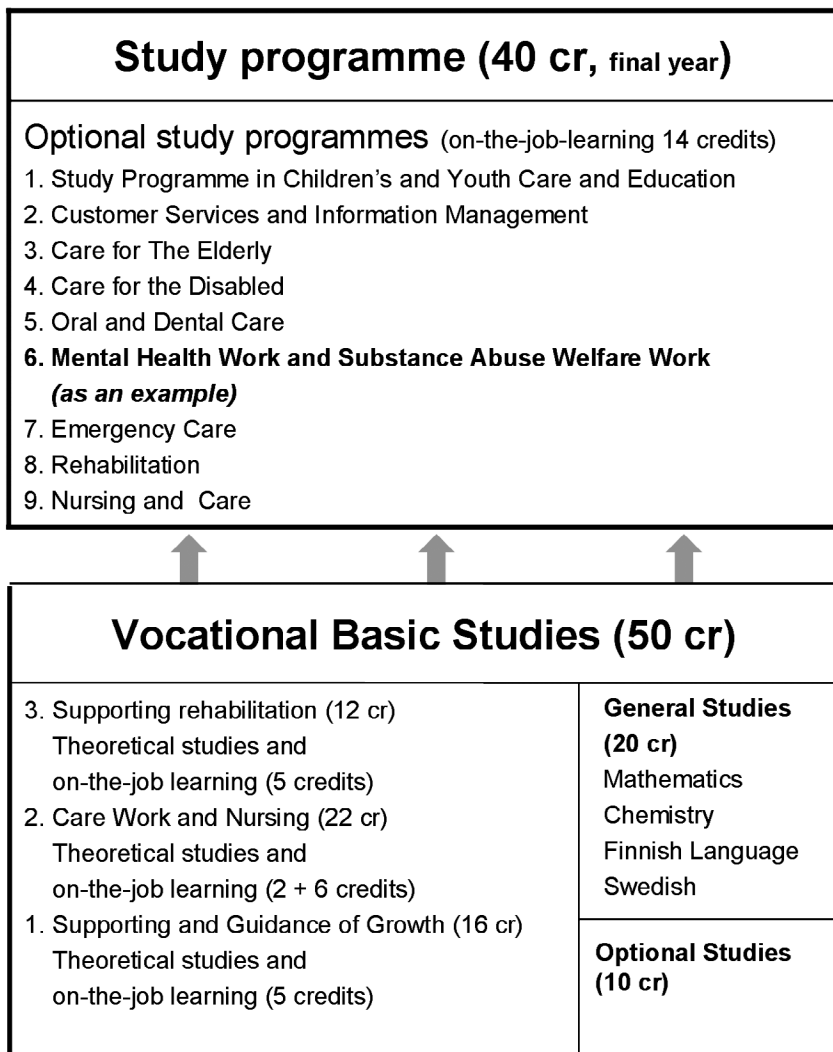 Study programme (40 cr, final year)
Optional study programmes (on-the-job-learning 14 credits)
1. Study Programme in Children's and Youth Care and Education
2. Customer Services and Information Management
3. Care for The Elderly
4. Care for the Disabled
5. Oral and Dental Care
6. Mental Health Work and Substance Abuse Welfare Work
(as an example)
7. Emergency Care
8. Rehabilitation
9. Nursing and Care
Vocational Basic Studies (50 cr)
3. Supporting rehabilitation (12 cr)
Theoretical studies and
on-the-job learning (5 credits)
2. Care Work and Nursing (22 cr)
Theoretical studies and
on-the-job learning (2 + 6 credits)
1. Supporting and Guidance of Growth (16 cr)
Theoretical studies and
on-the-job learning (5 credits)
General Studies
(20 cr)
Mathematics
Chemistry
Finnish Language
Swedish
Optional Studies
(10 cr)